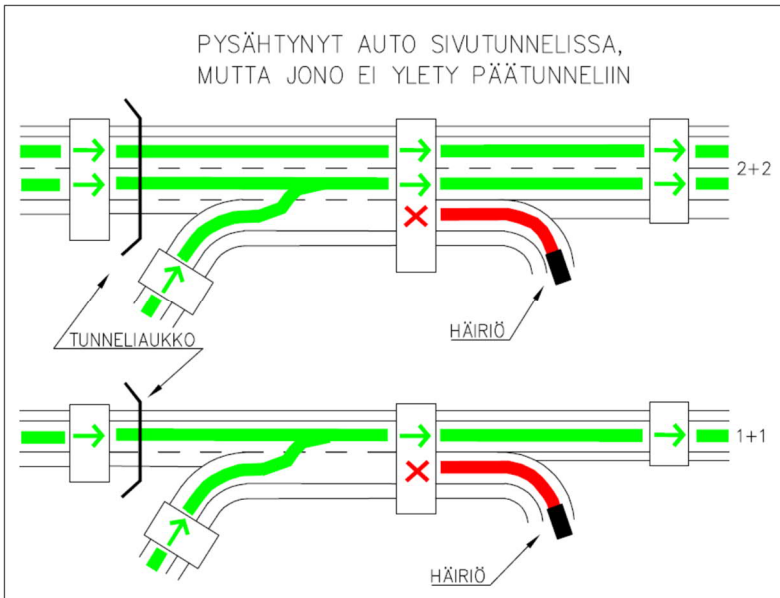 PYSÄHTYNYT AUTO SIVUTUNNELISSA,
MUTTA JONO EI YLETY PÄÄTUNNELIIN
2+2
TUNNELIAUKKO
HÄIRIÖ
1+1
HÄIRIÖ